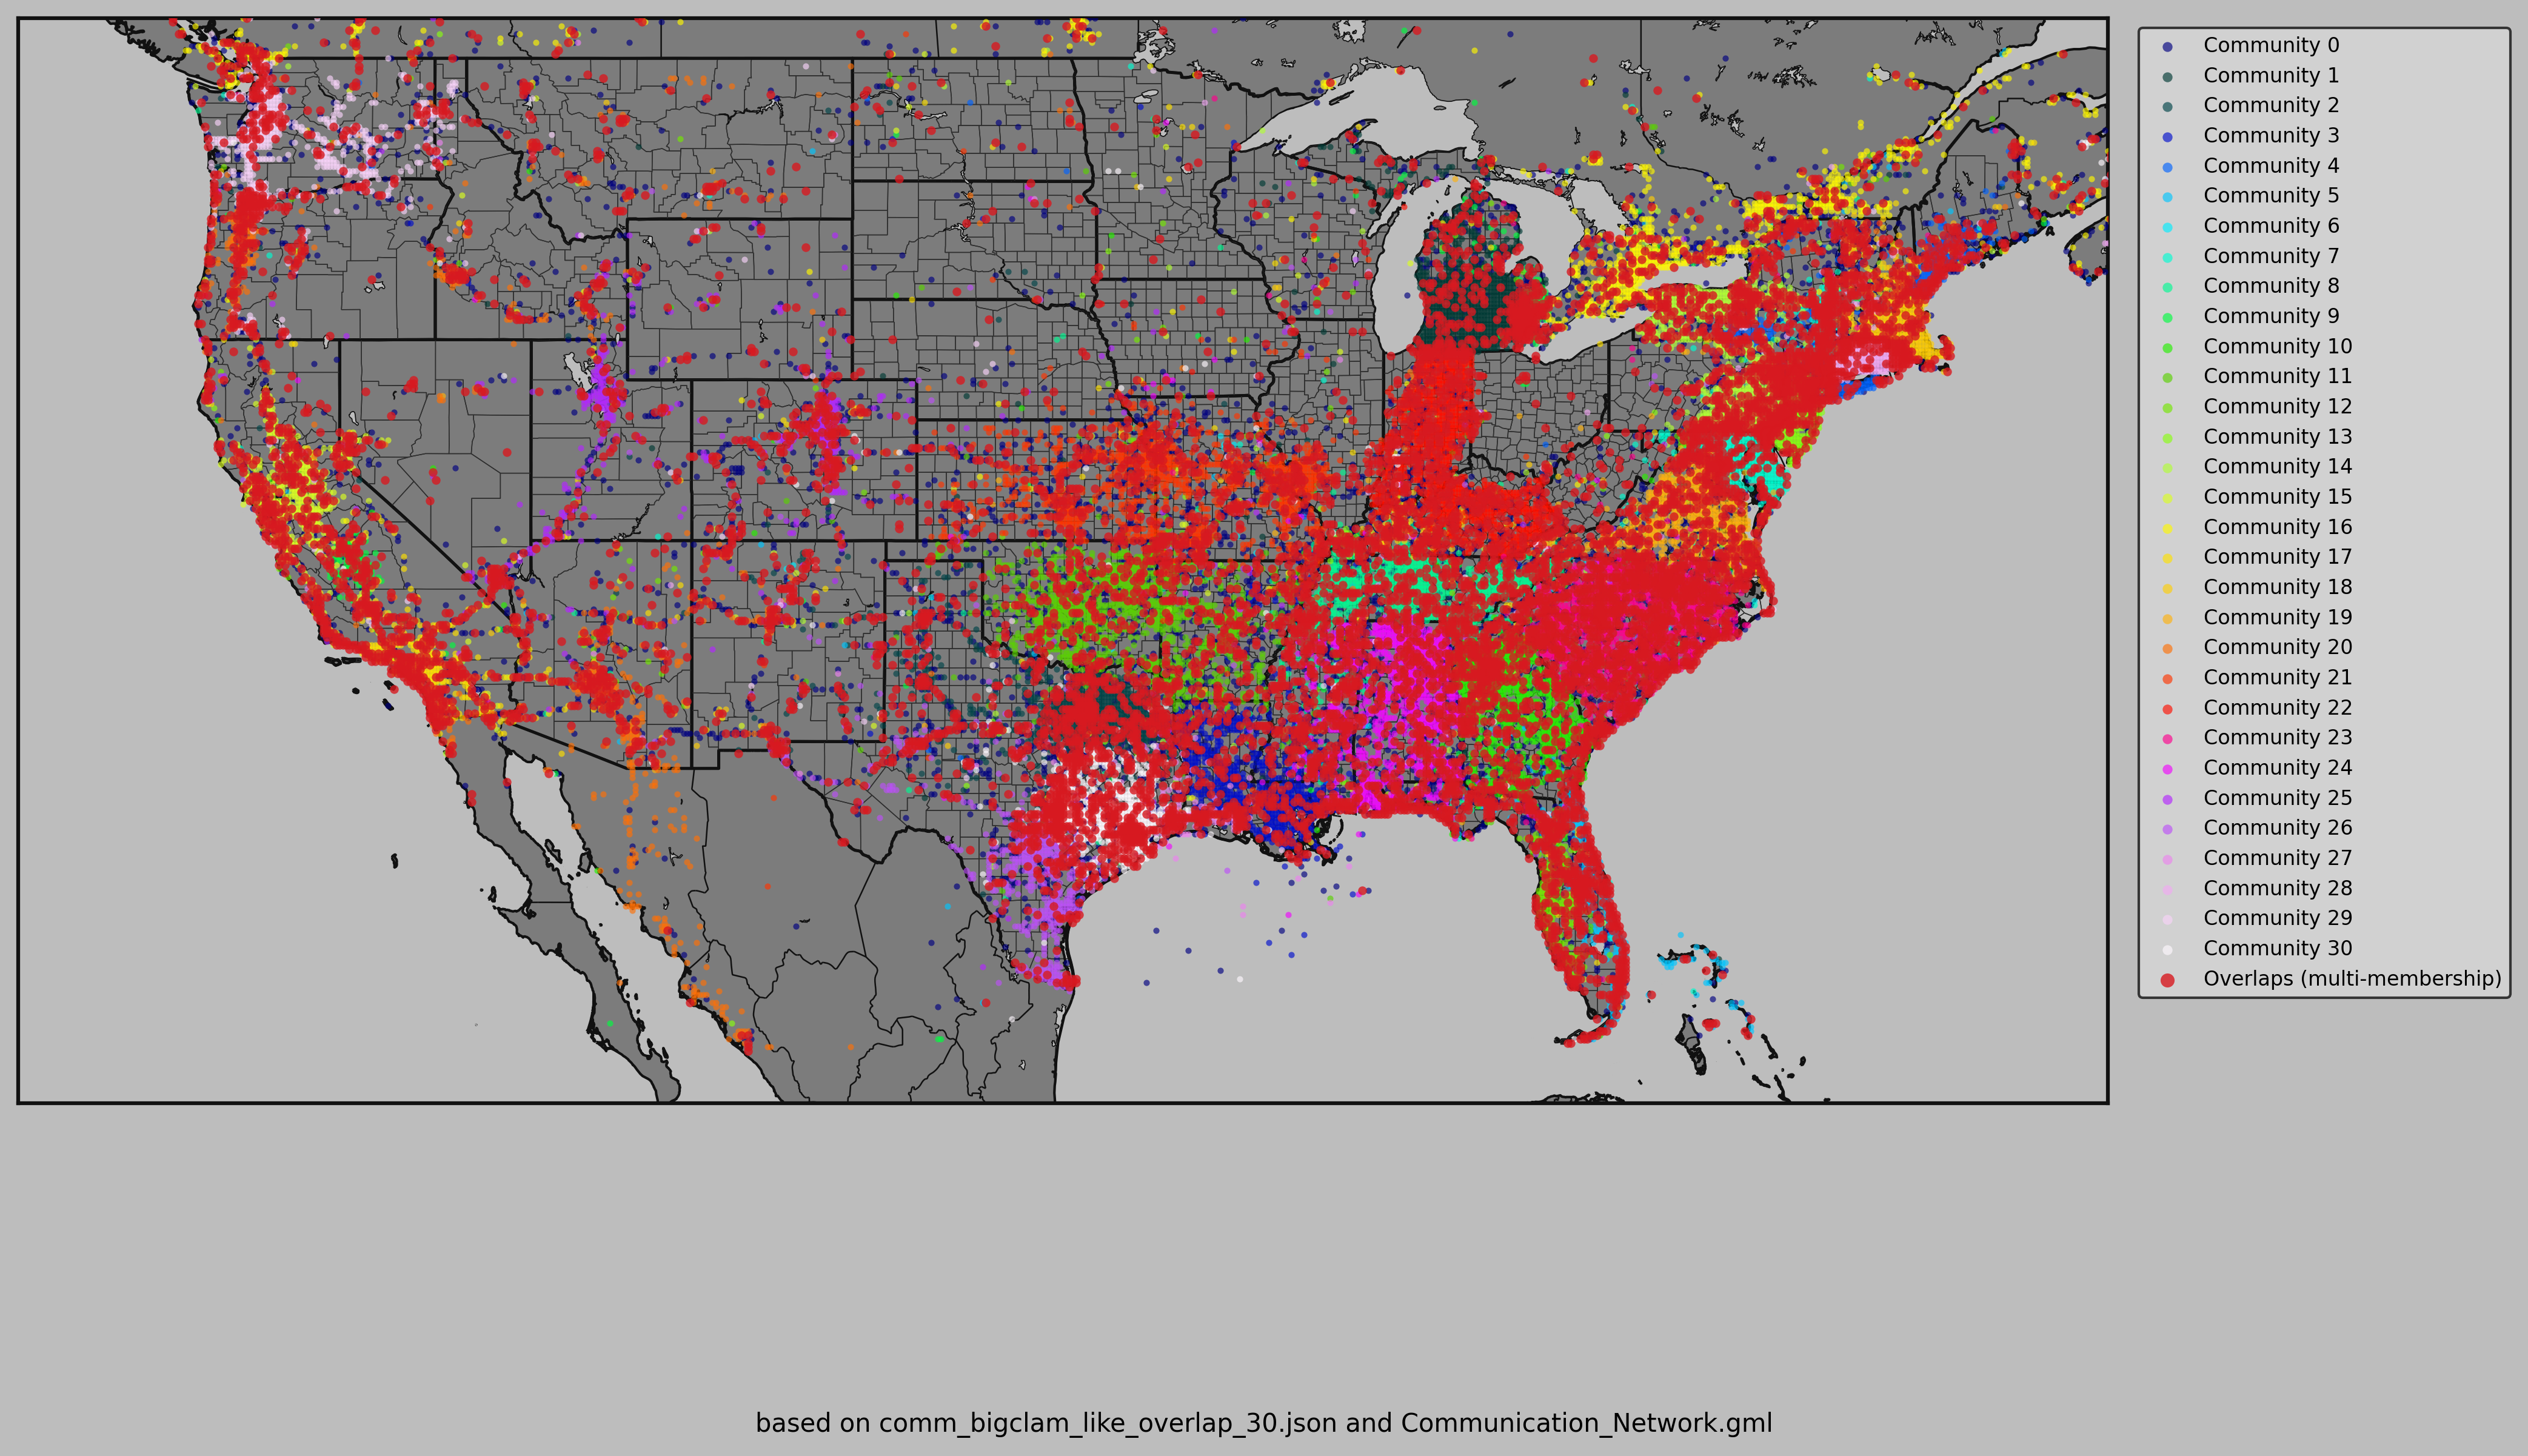 Community 0
Community 1
Community 2
Community 3
Community 4
Community 5
Community 6
Community 7
Community 8
Community 9
Community 10
Community 11
Community 12
Community 13
Community 14
Community 15
Community 16
Community 17
Community 18
Community 19
Community 20
Community 21
Community 22
Community 23
Community 24
Community 25
Community 26
Community 27
Community 28
Community 29
Community 30
Overlaps (multi-membership)
based on comm_bigclam_like_overlap_30.json and Communication_Network.gml